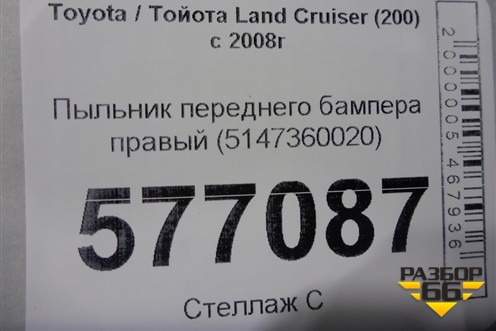 Toyota / Тойота Land Cruiser (200)
с 2008г
Пыльник переднего бампера
правый (5147360020)
577087
Стеллаж С
2000005467936
РАЗБОР
66